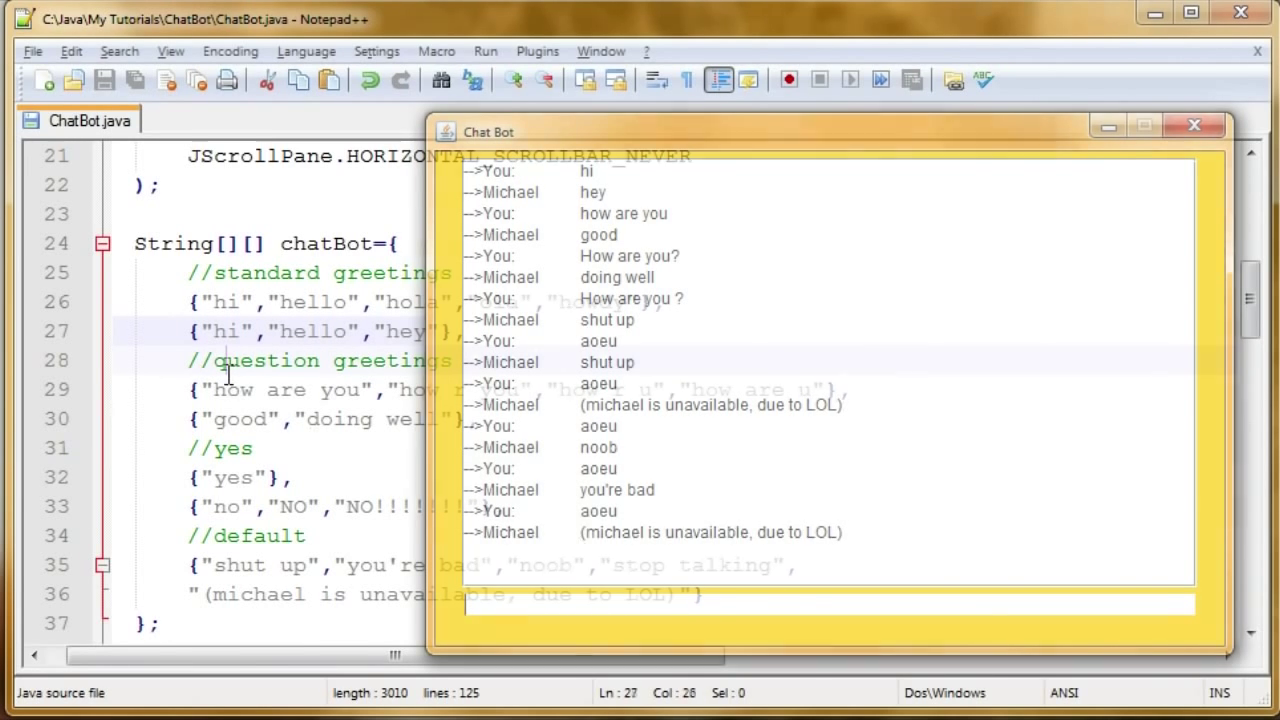 C:\Java\My Tutorials\ChatBot\ChatBot.java - Notepad++
File Edit Search View Encoding Language Settings Macro Run Plugins Window ? X
ChatBot.java
21 JScrollPane.HORIZONTAL_SCROLLBAR_NEVER
22 );
23
24 String[][] chatBot={
25 //standard greetings
26 {"hi","hello","hola",
27 {"hi","hello","hey"},
28 //question greetings
29 {"how are you","how r you","how r u","how are u"},
30 {"good","doing well"}
31 //yes
32 {"yes"},
33 {"no","NO","NO!!!!!!!"
34 //default
35 {"shut up","you're bad","noob","stop talking",
36 "(michael is unavailable, due to LOL)"}
37 };
Chat Bot
-->You: hi
-->Michael hey
-->You: how are you
-->Michael good
-->You: How are you?
-->Michael doing well
-->You: How are you ?
-->Michael shut up
-->You: aoeu
-->Michael shut up
-->You: aoeu
-->Michael (michael is unavailable, due to LOL)
-->You: aoeu
-->Michael noob
-->You: aoeu
-->Michael you're bad
-->You: aoeu
-->Michael (michael is unavailable, due to LOL)
Java source file length : 3010 lines : 125 Ln : 27 Col : 26 Sel : 0 Dos\Windows ANSI INS